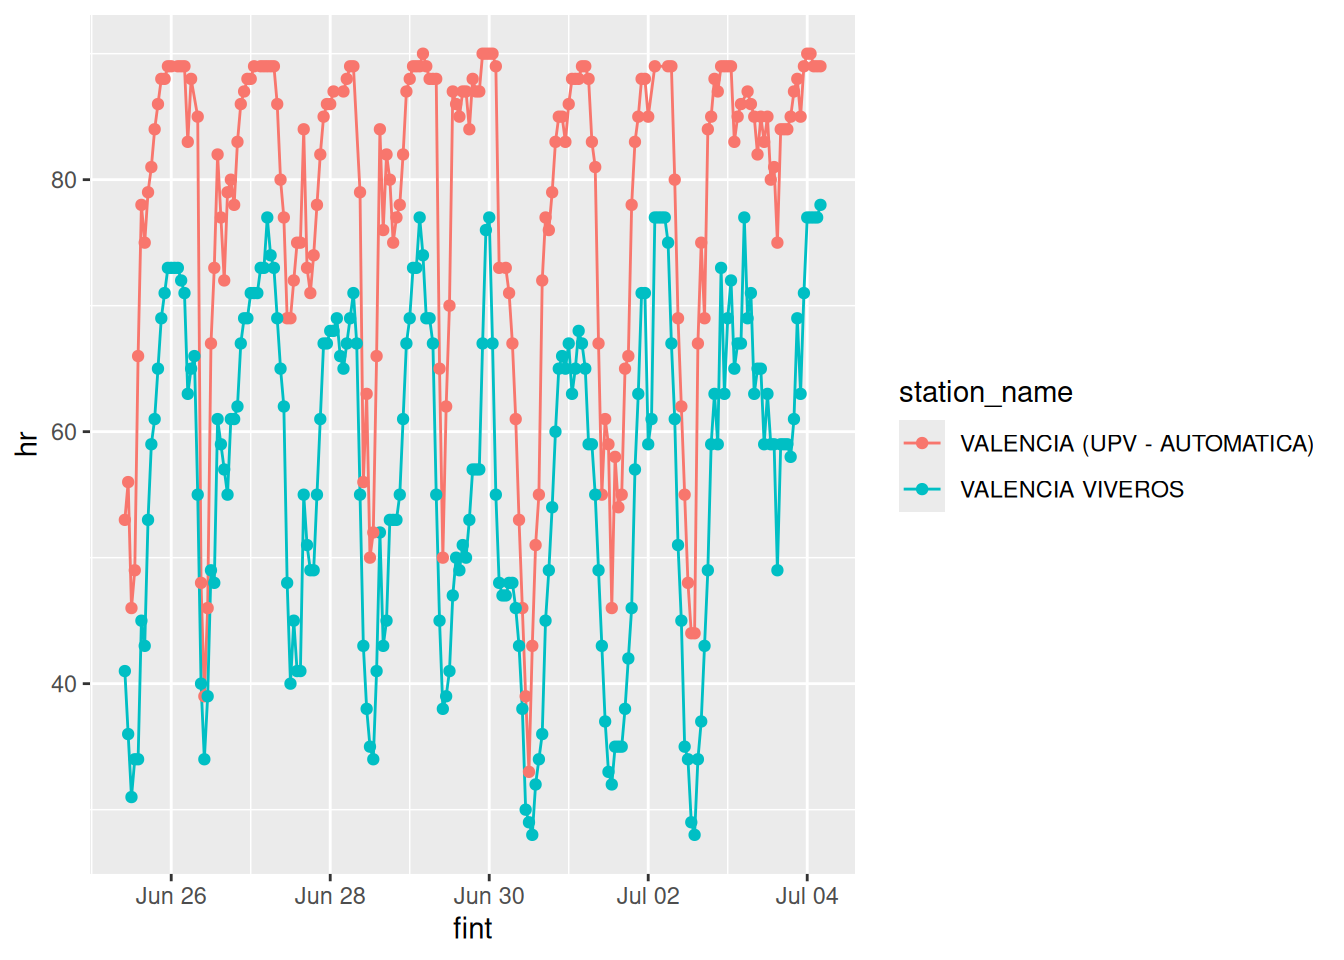 80
60
40
hr
Jun 26
Jun 28
Jun 30
Jul 02
Jul 04
fint
station_name
VALENCIA (UPV - AUTOMATICA)
VALENCIA VIVEROS